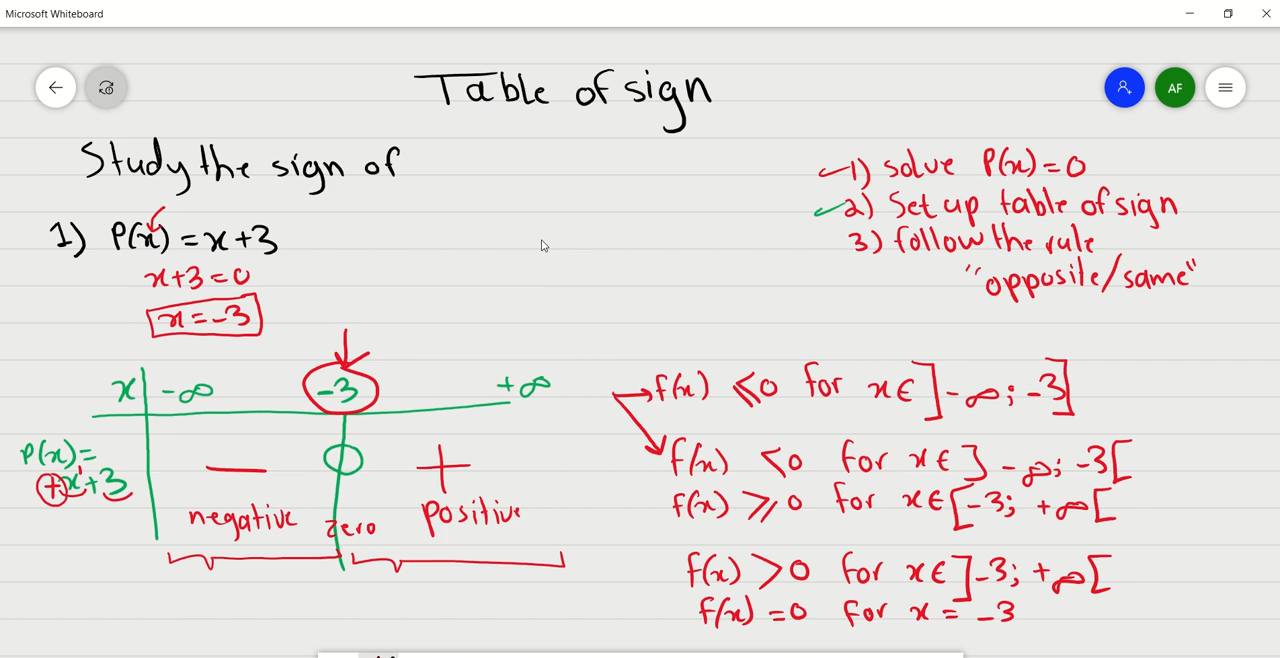 Microsoft Whiteboard
Table of sign
AF
Study the sign of
1) P(x) = x+3
x+3=0
x=-3
1) solve P(x)=0
2) Set up table of sign
3) follow the rule
"opposite/same"
x -∞ -3 +∞
P(x)=
+x+3
— 0 +
negative zero positive
f(x) ⩽0 for x∈]-∞; -3]
f(x) <0 for x∈]-∞; -3[
f(x) ⩾0 for x∈[-3; +∞[
f(x) >0 for x∈]-3; +∞[
f(x) =0 for x = -3